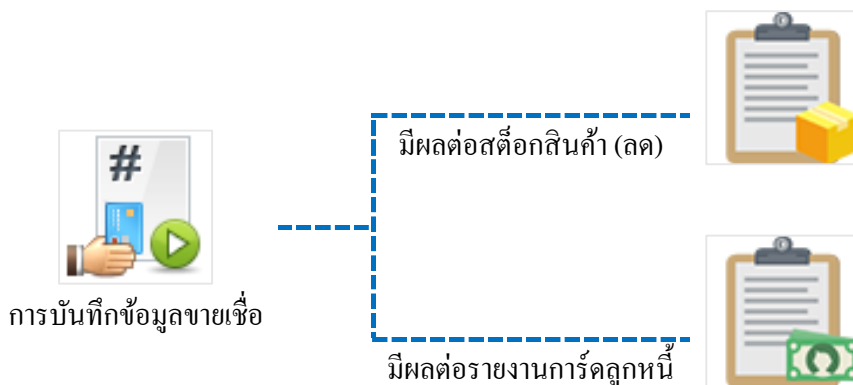 #
มีผลต่อสต็อกสินค้า (ลด)
การบันทึกข้อมูลขายเชื่อ
มีผลต่อรายงานการ์ดลูกหนี้